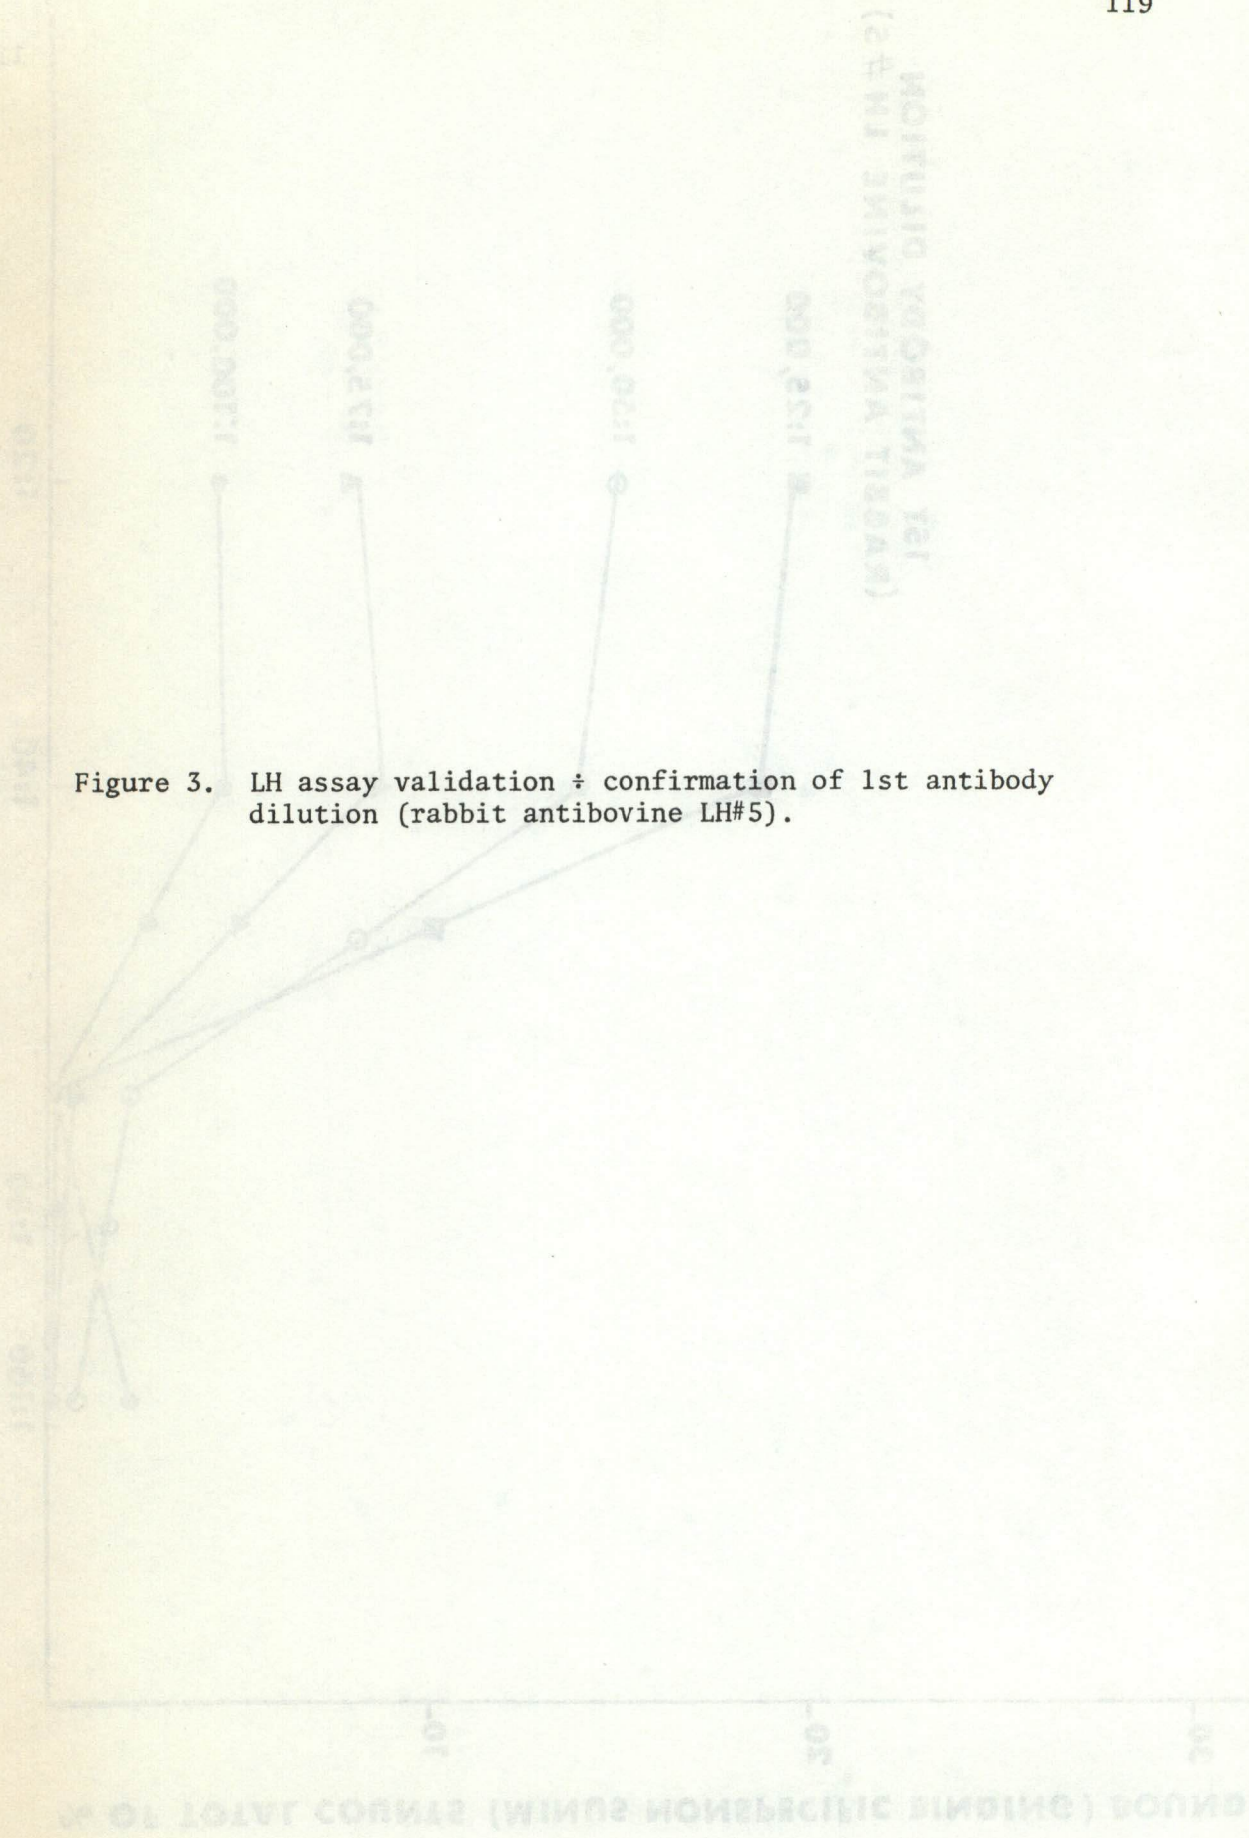 119
Figure 3. LH assay validation ÷ confirmation of 1st antibody
dilution (rabbit antibovine LH#5).
1ST ANTIBODY DILUTION
(RABBIT ANTIBOVINE LH #5)
1:100,000
1:75,000
1:50,000
1:25,000
1:20
10
20
30
% OF TOTAL COUNTS (MINUS NONSPECIFIC BINDING) BOUND